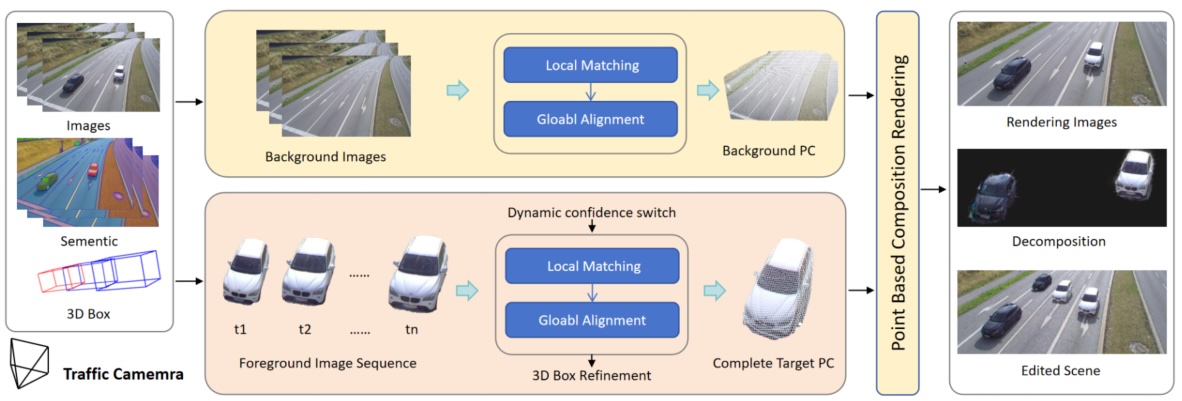 Images
Sementic
3D Box
Traffic Camemra
Background Images
Local Matching
Gloabl Alignment
Background PC
Dynamic confidence switch
t1 t2 ...... tn
......
Foreground Image Sequence
Local Matching
Gloabl Alignment
3D Box Refinement
Complete Target PC
Point Based Composition Rendering
Rendering Images
Decomposition
Edited Scene